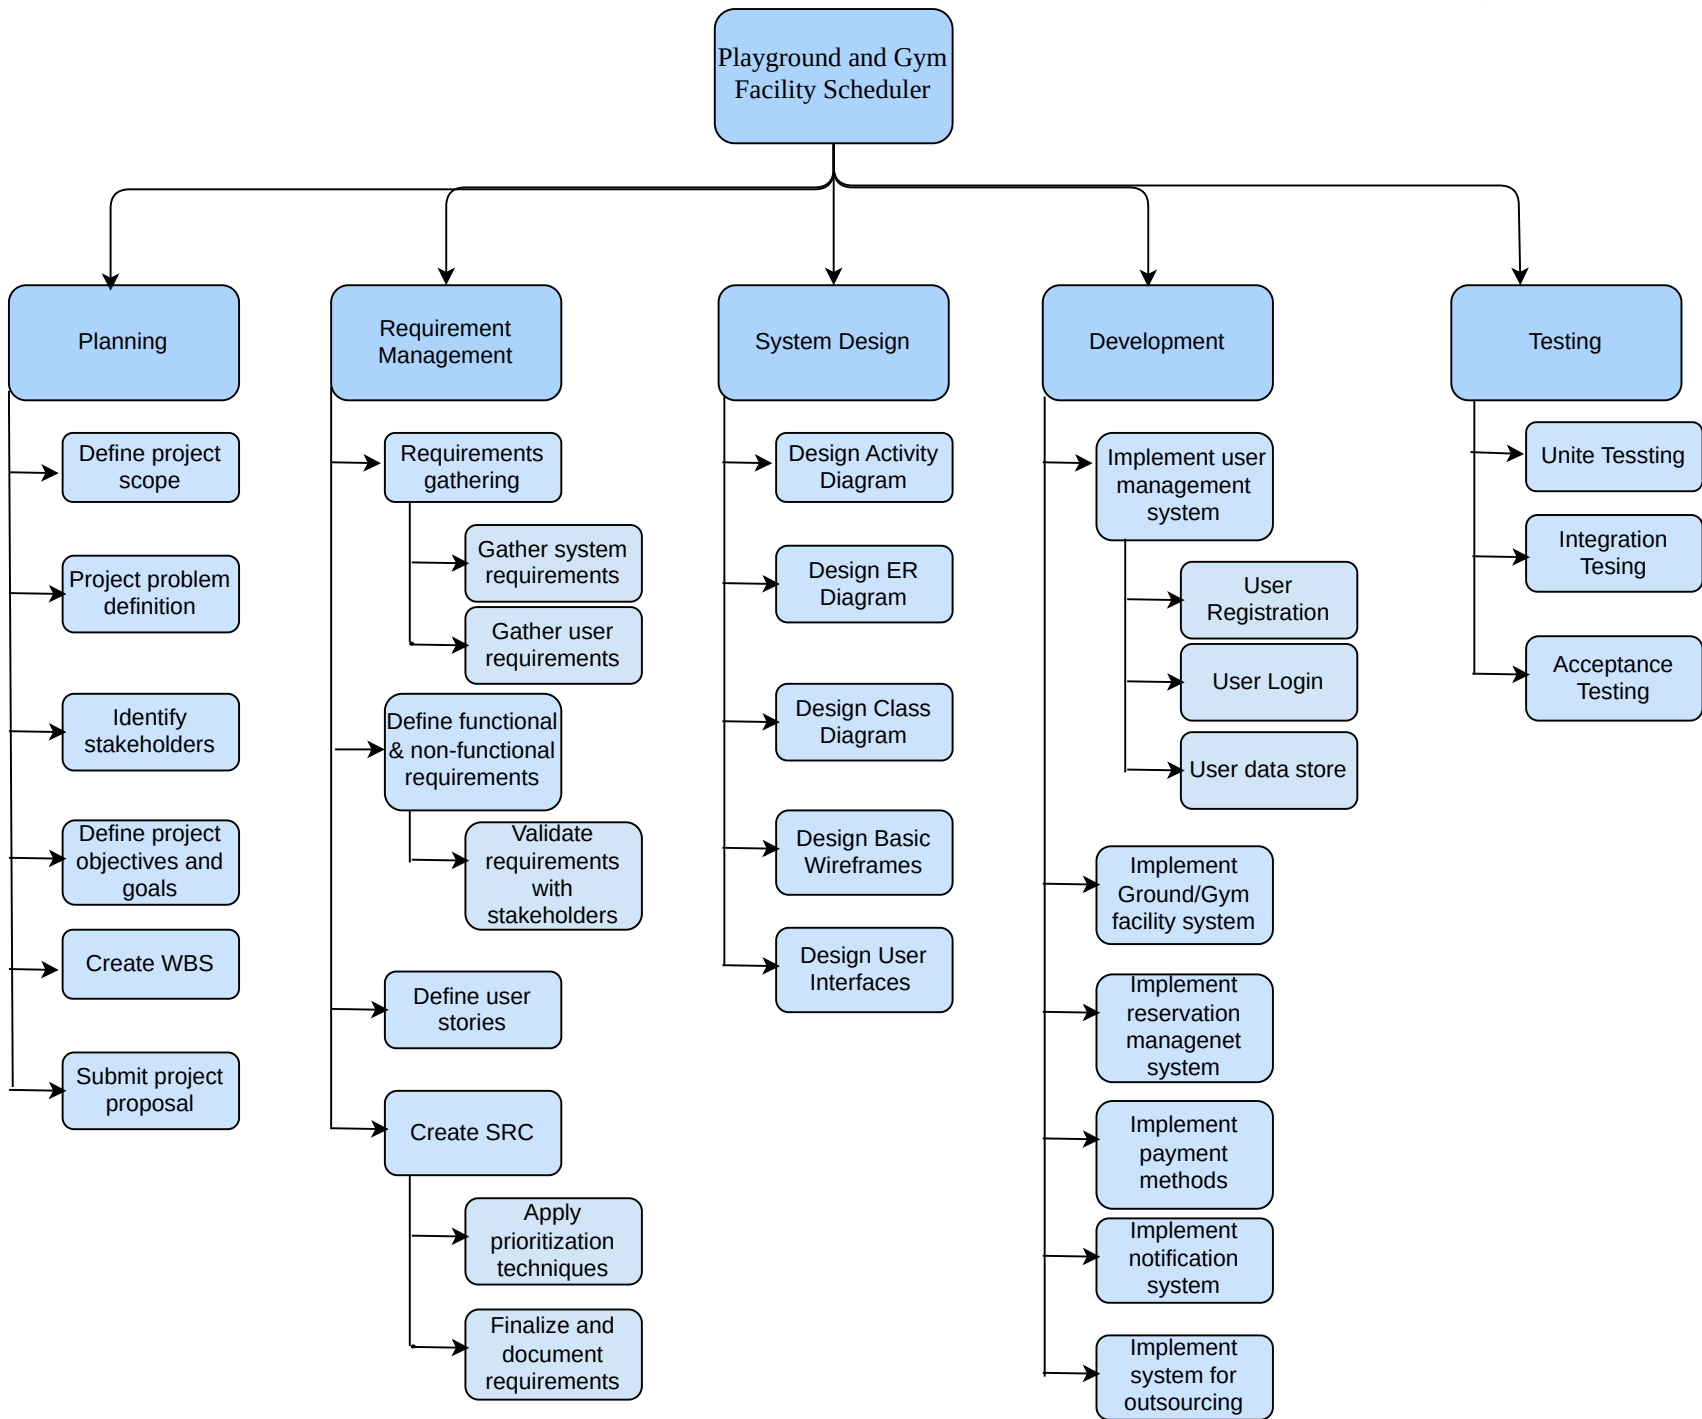 Playground and Gym
Facility Scheduler
Planning
Define project
scope
Project problem
definition
Identify
stakeholders
Define project
objectives and
goals
Create WBS
Submit project
proposal
Requirement
Management
Requirements
gathering
Gather system
requirements
Gather user
requirements
Define functional
& non-functional
requirements
Validate
requirements
with
stakeholders
Define user
stories
Create SRC
Apply
prioritization
techniques
Finalize and
document
requirements
System Design
Design Activity
Diagram
Design ER
Diagram
Design Class
Diagram
Design Basic
Wireframes
Design User
Interfaces
Development
Implement user
management
system
User
Registration
User Login
User data store
Implement
Ground/Gym
facility system
Implement
reservation
managenet
system
Implement
payment
methods
Implement
notification
system
Implement
system for
outsourcing
Testing
Unite Tessting
Integration
Tesing
Acceptance
Testing